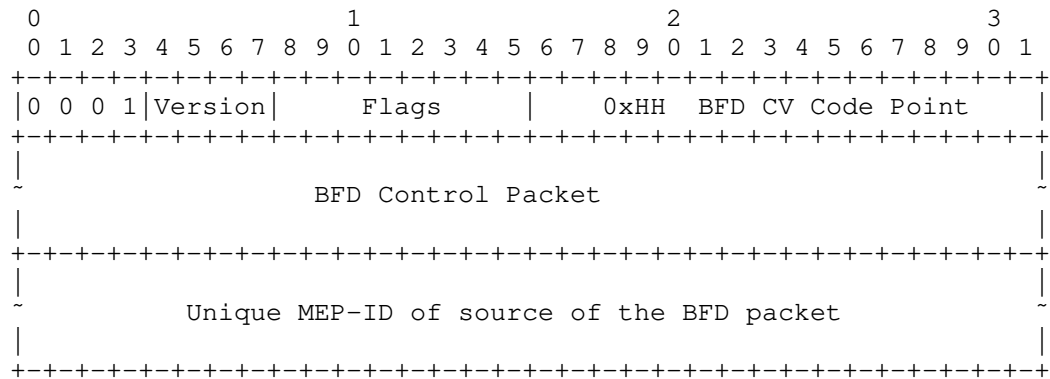 0                   1                   2                   3
 0 1 2 3 4 5 6 7 8 9 0 1 2 3 4 5 6 7 8 9 0 1 2 3 4 5 6 7 8 9 0 1
+-+-+-+-+-+-+-+-+-+-+-+-+-+-+-+-+-+-+-+-+-+-+-+-+-+-+-+-+-+-+-+-+
|0 0 0 1|Version|     Flags     |    0xHH  BFD CV Code Point    |
+-+-+-+-+-+-+-+-+-+-+-+-+-+-+-+-+-+-+-+-+-+-+-+-+-+-+-+-+-+-+-+-+
|                                                               |
~                  BFD Control Packet                           ~
|                                                               |
+-+-+-+-+-+-+-+-+-+-+-+-+-+-+-+-+-+-+-+-+-+-+-+-+-+-+-+-+-+-+-+-+
|                                                               |
~          Unique MEP-ID of source of the BFD packet            ~
|                                                               |
+-+-+-+-+-+-+-+-+-+-+-+-+-+-+-+-+-+-+-+-+-+-+-+-+-+-+-+-+-+-+-+-+